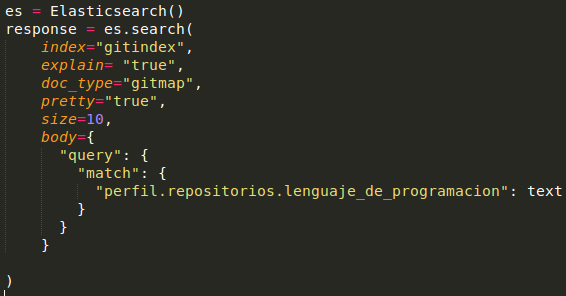 es = Elasticsearch()
response = es.search(
    index="gitindex",
    explain= "true",
    doc_type="gitmap",
    pretty="true",
    size=10,
    body={
      "query": {
        "match": {
          "perfil.repositorios.lenguaje_de_programacion": text
        }
      }
    }
)